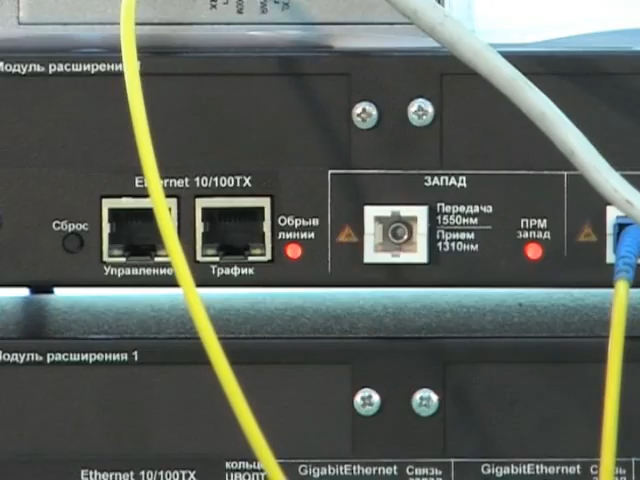 Модуль расширения
Ethernet 10/100TX
ЗАПАД
Сброс
Обрыв
линии
Передача
1550нм
Прием
1310нм
ПРМ
запад
Управление
Трафик
Модуль расширения 1
Ethernet 10/100TX
кольцо
GigabitEthernet
Связь
GigabitEthernet